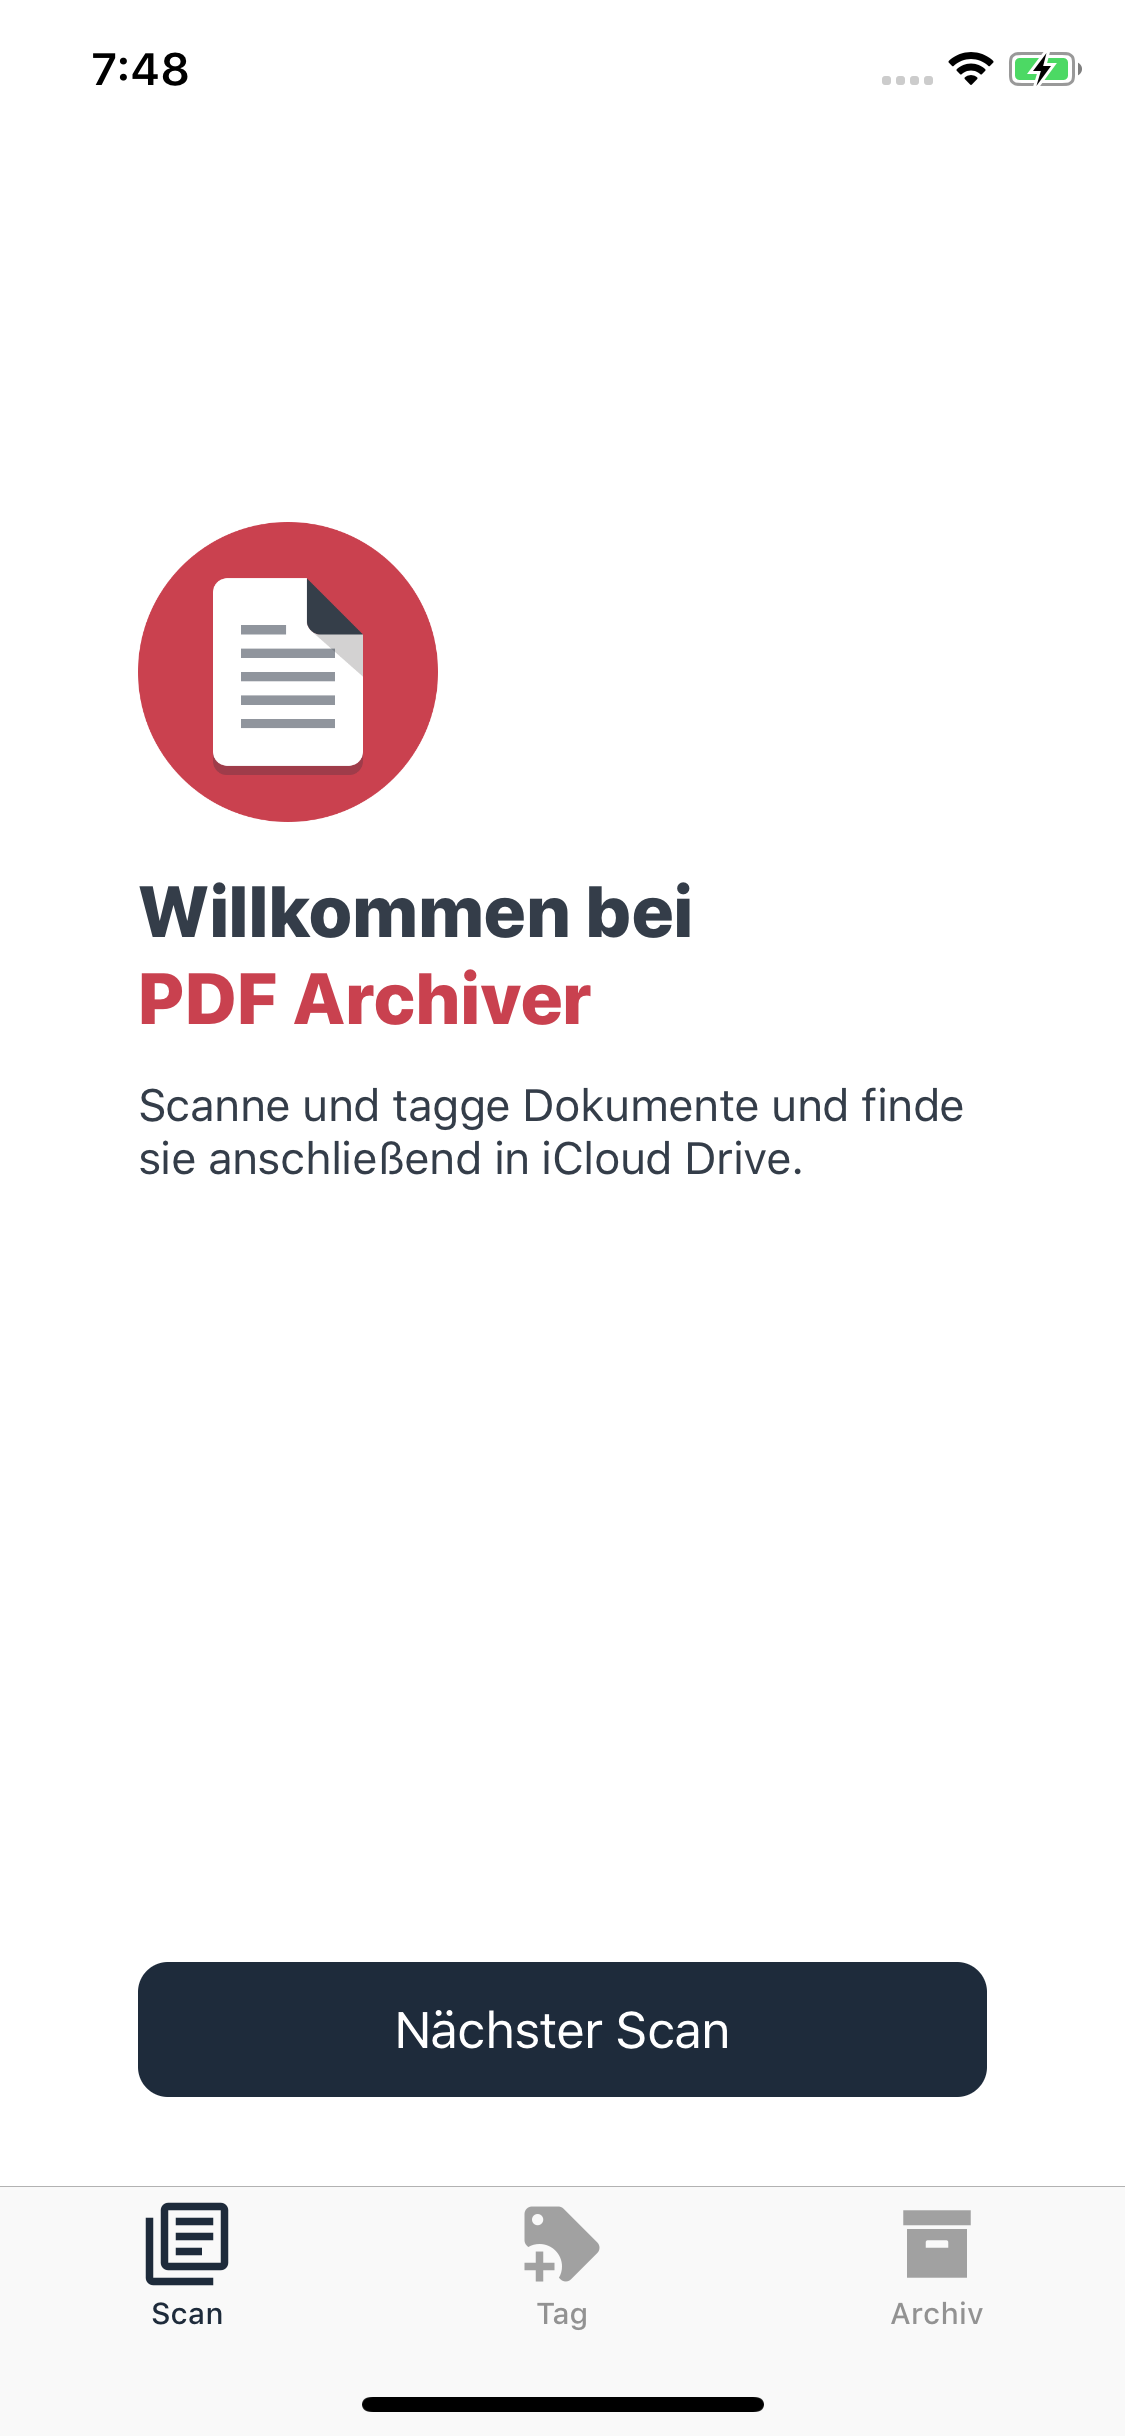 7:48
Willkommen bei
PDF Archiver
Scanne und tagge Dokumente und finde
sie anschließend in iCloud Drive.
Nächster Scan
Scan
Tag
Archiv